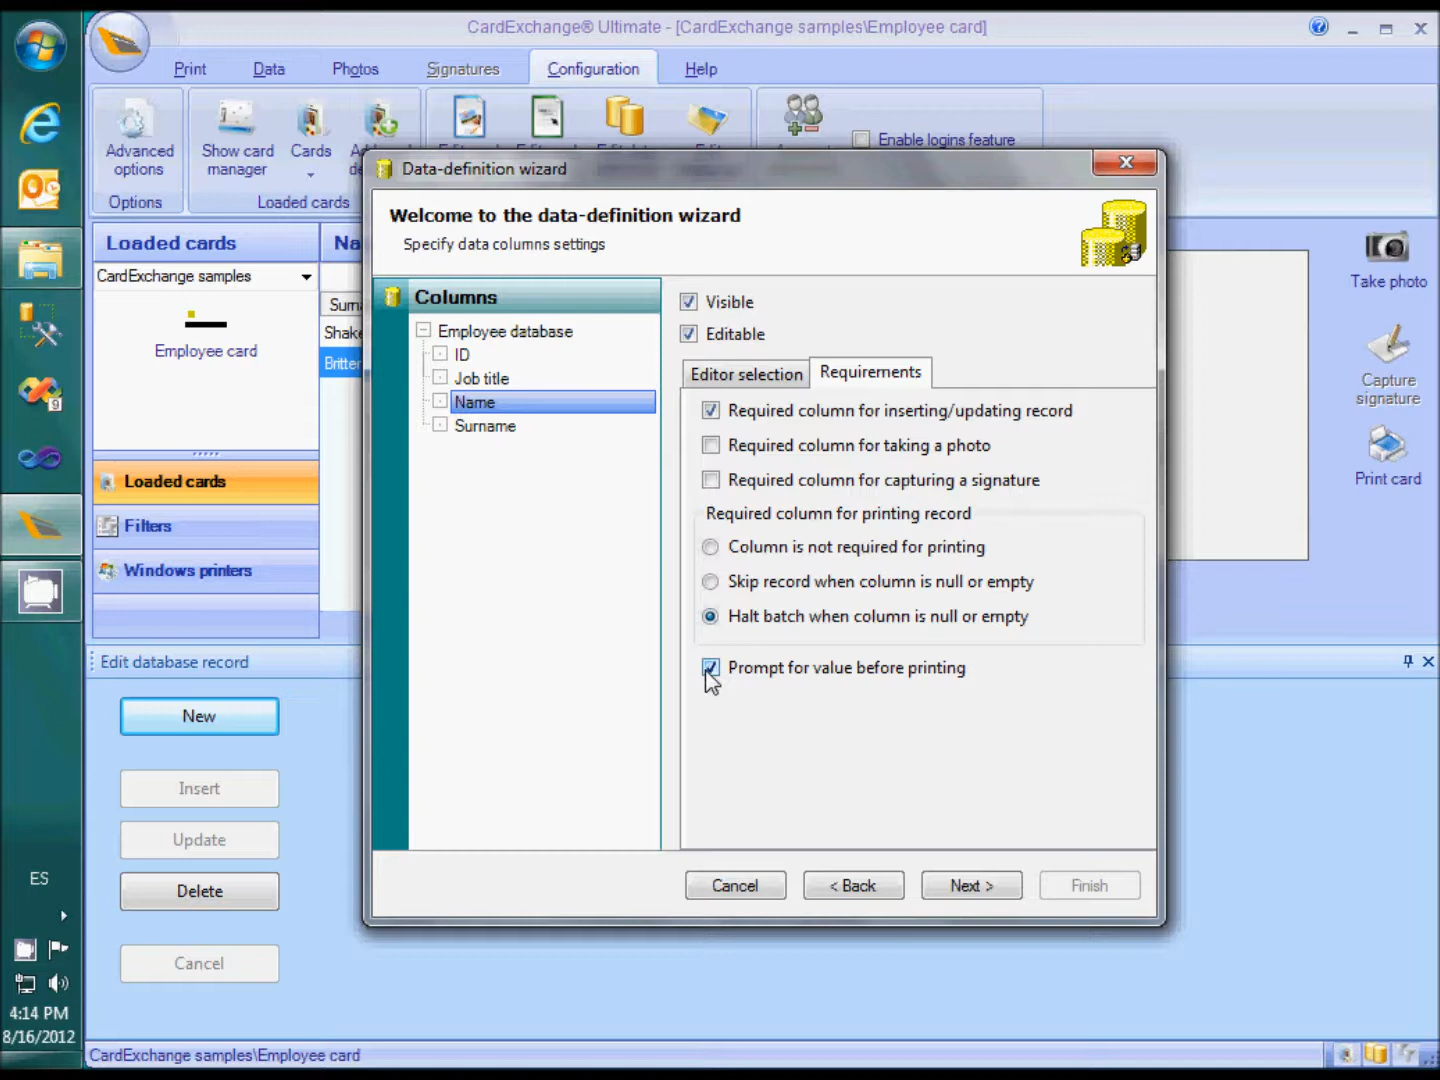 CardExchange® Ultimate - [CardExchange samples\Employee card]
Print Data Photos Signatures Configuration Help
Advanced options
Show card manager
Cards
Enable logins feature
Options
Loaded cards
Data-definition wizard
Welcome to the data-definition wizard
Specify data columns settings
Loaded cards
CardExchange samples
Employee card
Loaded cards
Filters
Windows printers
Columns
Employee database
ID
Job title
Name
Surname
Visible
Editable
Editor selection
Requirements
Required column for inserting/updating record
Required column for taking a photo
Required column for capturing a signature
Required column for printing record
Column is not required for printing
Skip record when column is null or empty
Halt batch when column is null or empty
Prompt for value before printing
Cancel
< Back
Next >
Finish
Take photo
Capture signature
Print card
Edit database record
New
Insert
Update
Delete
Cancel
ES
4:14 PM
8/16/2012
CardExchange samples\Employee card